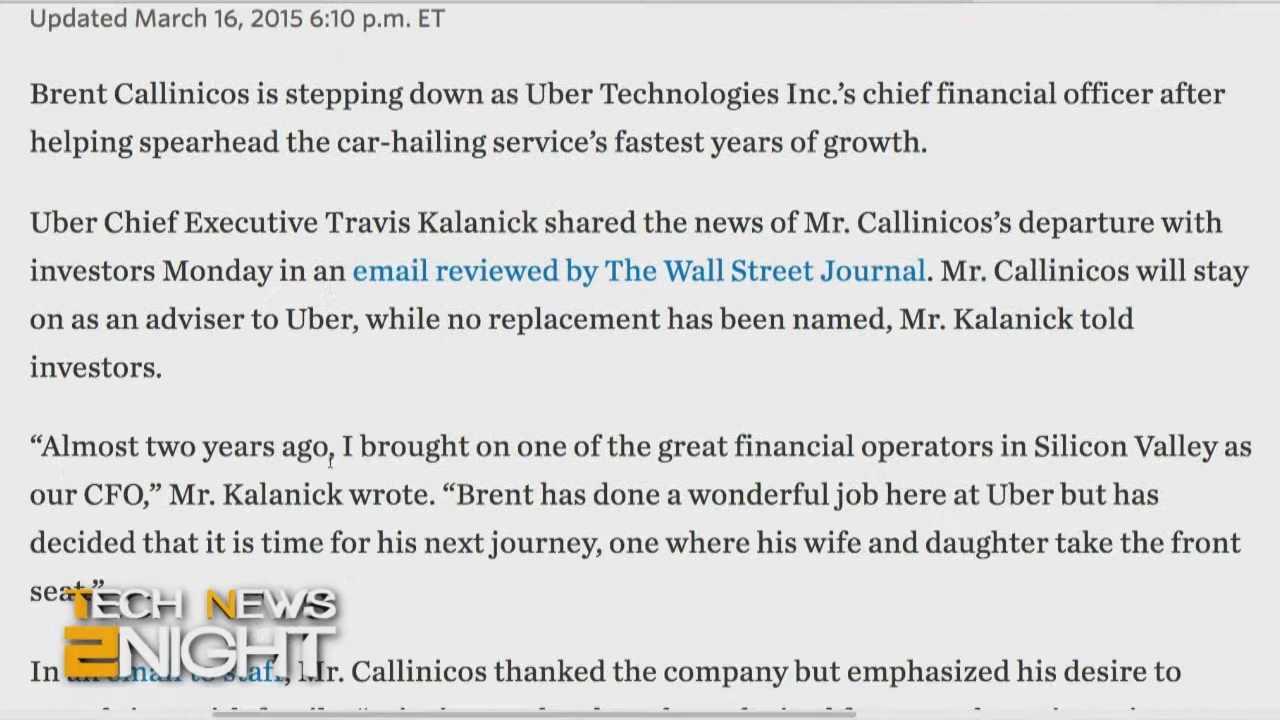 Updated March 16, 2015 6:10 p.m. ET
Brent Callinicos is stepping down as Uber Technologies Inc.’s chief financial officer after
helping spearhead the car-hailing service’s fastest years of growth.
Uber Chief Executive Travis Kalanick shared the news of Mr. Callinicos’s departure with
investors Monday in an email reviewed by The Wall Street Journal. Mr. Callinicos will stay
on as an adviser to Uber, while no replacement has been named, Mr. Kalanick told
investors.
“Almost two years ago, I brought on one of the great financial operators in Silicon Valley as
our CFO,” Mr. Kalanick wrote. “Brent has done a wonderful job here at Uber but has
decided that it is time for his next journey, one where his wife and daughter take the front
seat.”
TECH NEWS
2NIGHT
In an email to staff, Mr. Callinicos thanked the company but emphasized his desire to